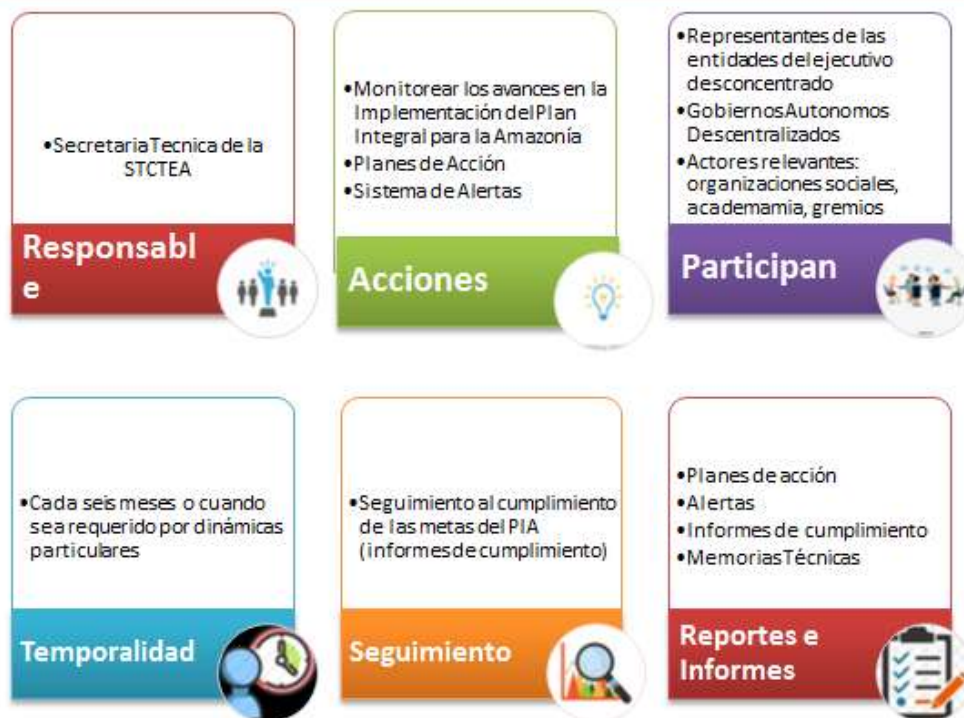 •Secretaria Tecnica de la
STCTEA
Responsabl
e
•Monitorear los avances en la
Implementación del Plan
Integral para la Amazonía
•Planes de Acción
•Sistema de Alertas
Acciones
•Representantes de las
entidades del ejecutivo
desconcentrado
•Gobiernos Autonomos
Descentralizados
•Actores relevantes:
organizaciones sociales,
academamia, gremios
Participan
•Cada seis meses o cuando
sea requerido por dinámicas
particulares
Temporalidad
•Seguimiento al cumplimiento
de las metas del PIA
(informes de cumplimiento)
Seguimiento
•Planes de acción
•Alertas
•Informes de cumplimiento
•Memorias Técnicas
Reportes e
Informes